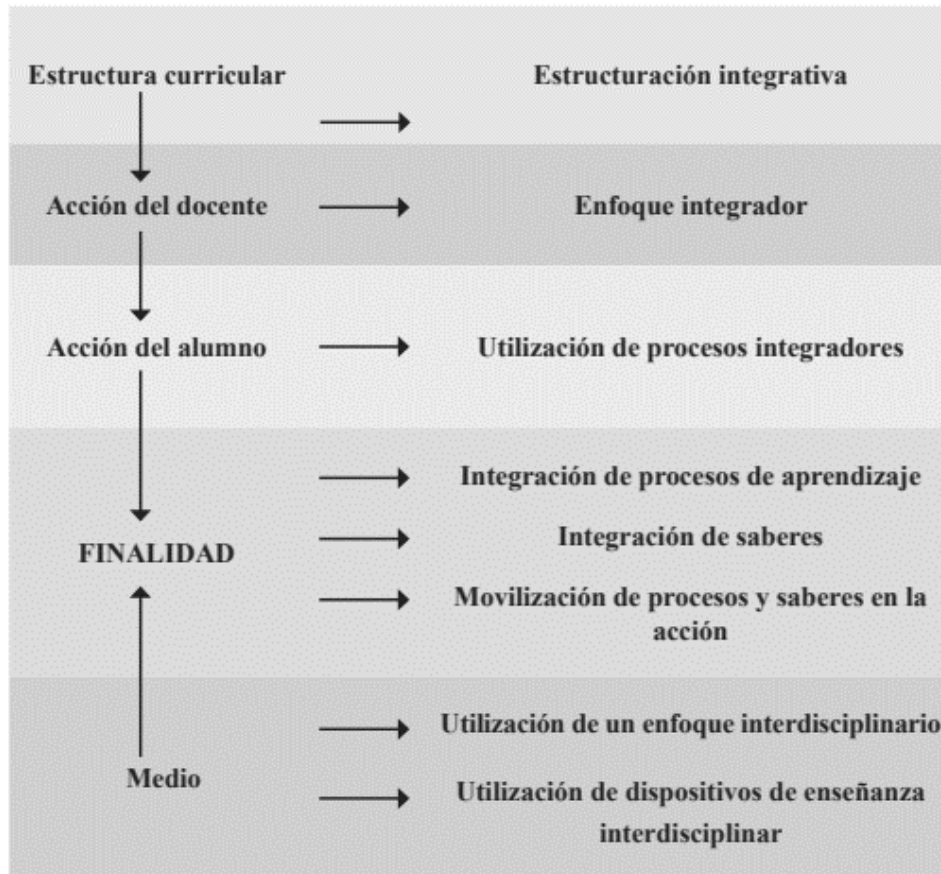 Estructura curricular
Estructuración integrativa
Acción del docente
Enfoque integrador
Acción del alumno
Utilización de procesos integradores
Integración de procesos de aprendizaje
FINALIDAD
Integración de saberes
Movilización de procesos y saberes en la
acción
Medio
Utilización de un enfoque interdisciplinario
Utilización de dispositivos de enseñanza
interdisciplinar